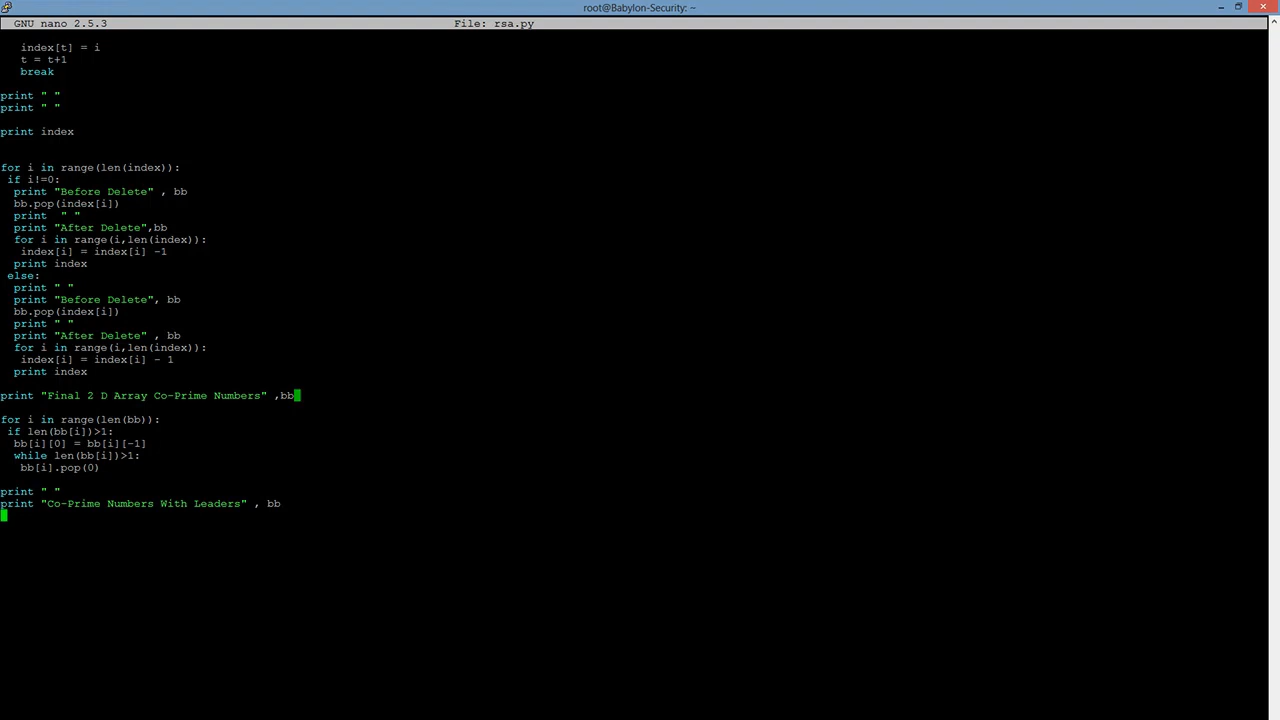 root@Babylon-Security: ~
GNU nano 2.5.3 File: rsa.py
index[t] = i
t = t+1
break
print " "
print " "
print index
for i in range(len(index)):
if i!=0:
print "Before Delete" , bb
bb.pop(index[i])
print  " "
print "After Delete",bb
for i in range(i,len(index)):
index[i] = index[i] -1
print index
else:
print " "
print "Before Delete", bb
bb.pop(index[i])
print " "
print "After Delete" , bb
for i in range(i,len(index)):
index[i] = index[i] - 1
print index
print "Final 2 D Array Co-Prime Numbers" ,bb
for i in range(len(bb)):
if len(bb[i])>1:
bb[i][0] = bb[i][-1]
while len(bb[i])>1:
bb[i].pop(0)
print " "
print "Co-Prime Numbers With Leaders" , bb